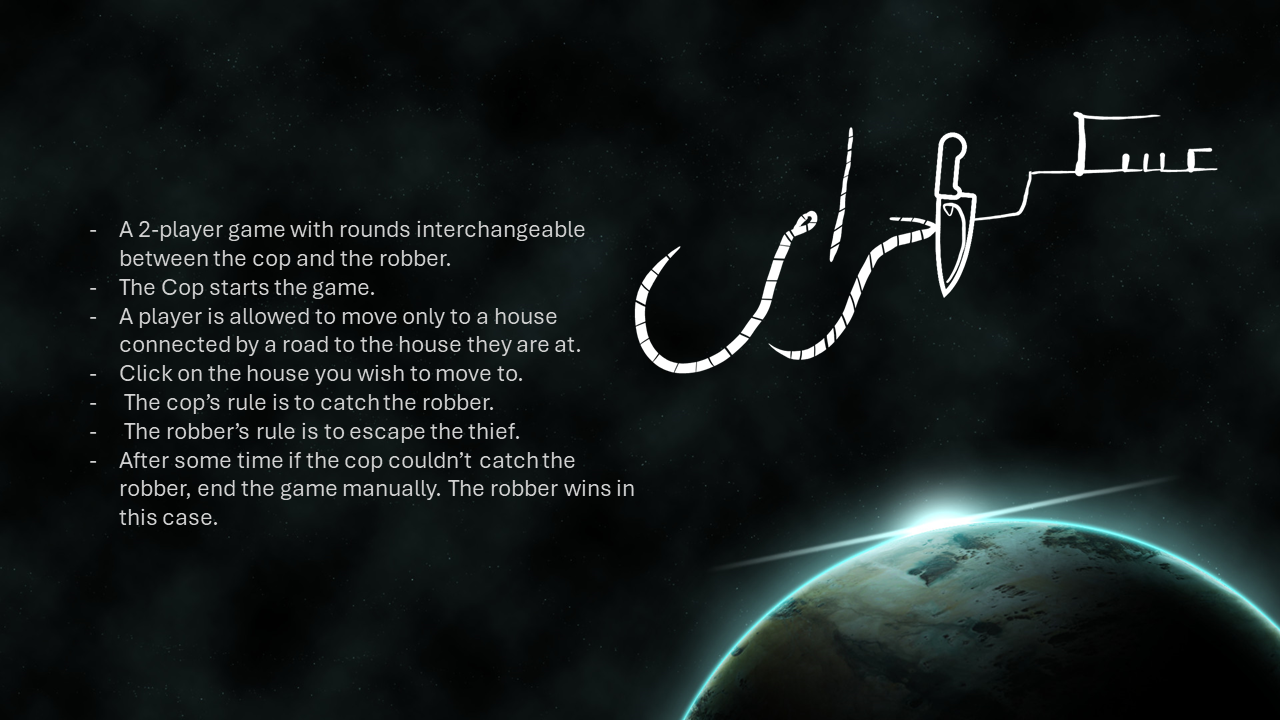 - A 2-player game with rounds interchangeable
between the cop and the robber.
- The Cop starts the game.
- A player is allowed to move only to a house
connected by a road to the house they are at.
- Click on the house you wish to move to.
- The cop’s rule is to catch the robber.
- The robber’s rule is to escape the thief.
- After some time if the cop couldn’t catch the
robber, end the game manually. The robber wins in
this case.